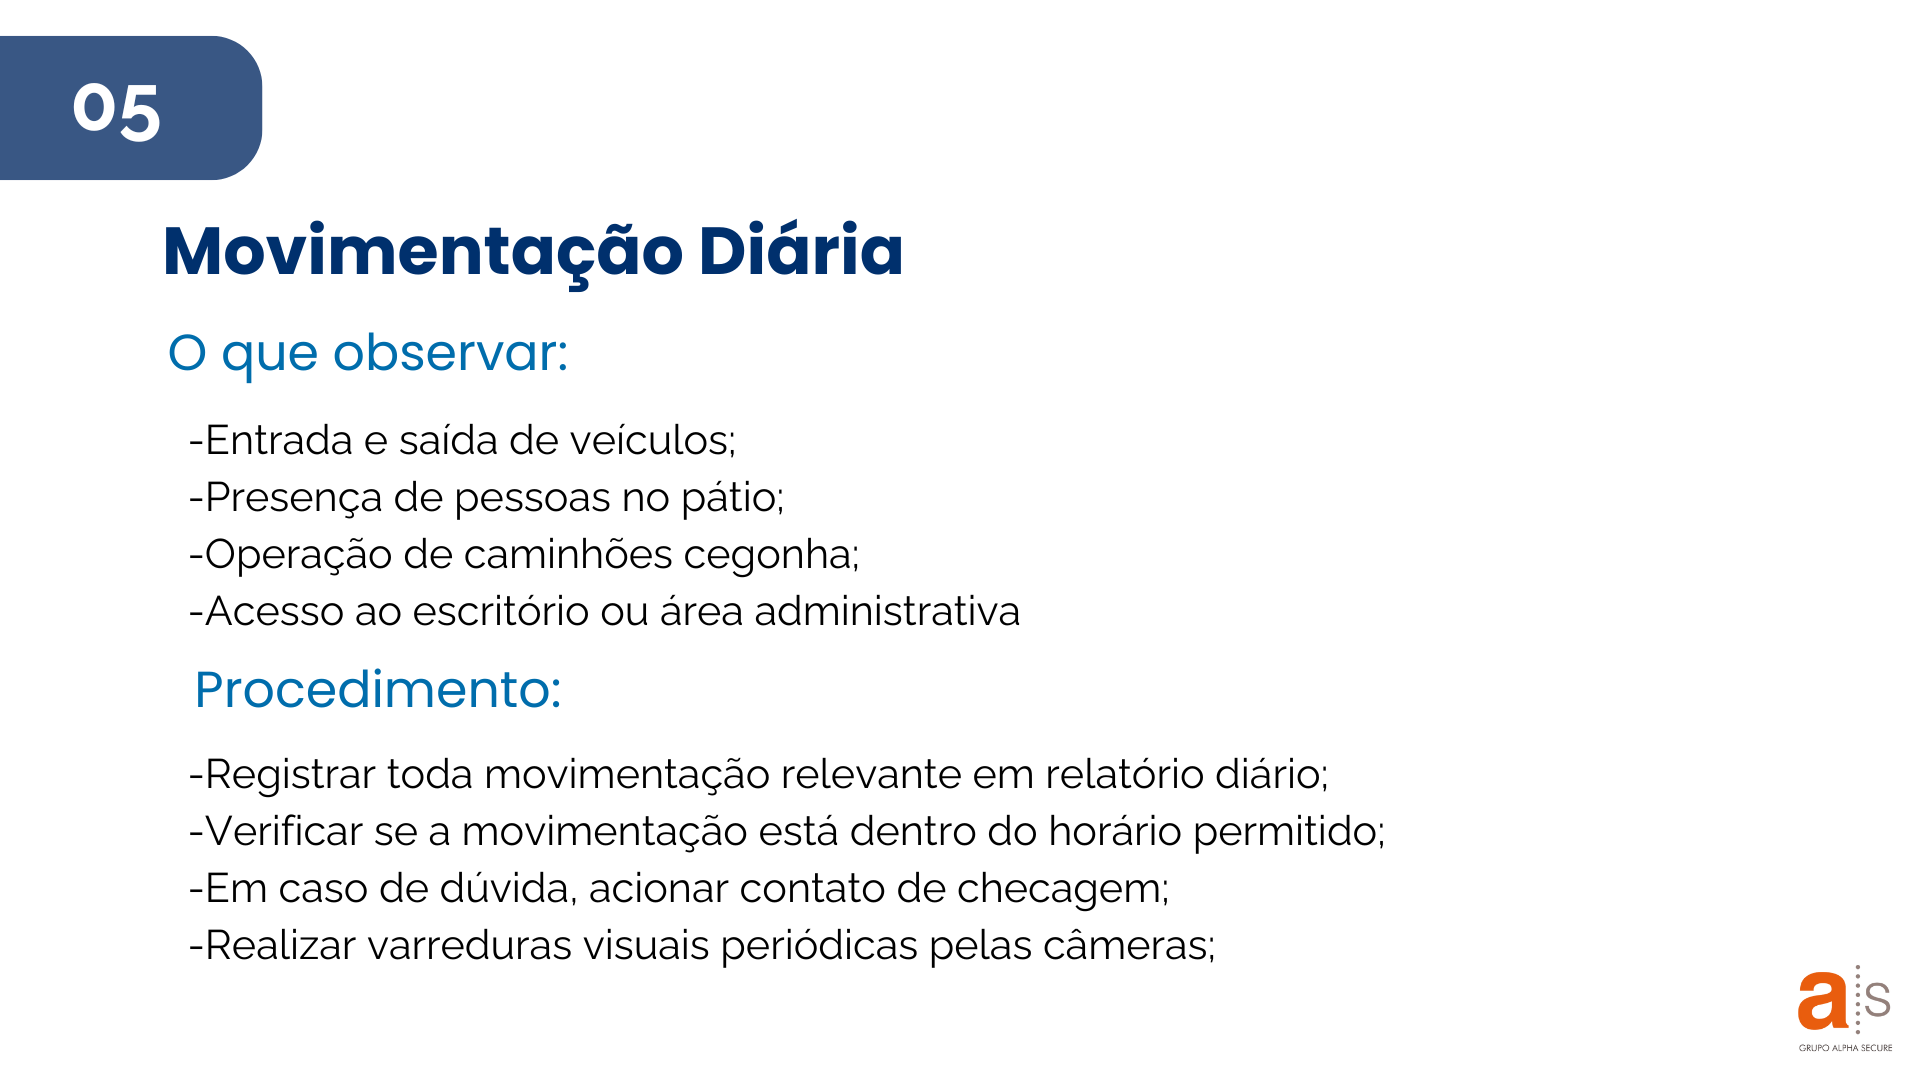 05
Movimentação Diária
O que observar:
-Entrada e saída de veículos;
-Presença de pessoas no pátio;
-Operação de caminhões cegonha;
-Acesso ao escritório ou área administrativa
Procedimento:
-Registrar toda movimentação relevante em relatório diário;
-Verificar se a movimentação está dentro do horário permitido;
-Em caso de dúvida, acionar contato de checagem;
-Realizar varreduras visuais periódicas pelas câmeras;
a s
GRUPO ALPHA SECURE